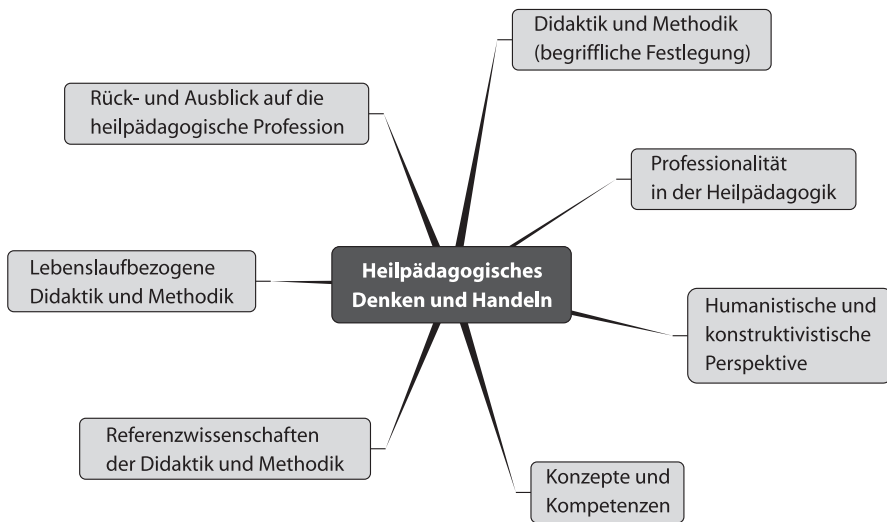 Didaktik und Methodik
(begriffliche Festlegung)
Rück- und Ausblick auf die
heilpädagogische Profession
Professionalität
in der Heilpädagogik
Lebenslaufbezogene
Didaktik und Methodik
Heilpädagogisches
Denken und Handeln
Humanistische und
konstruktivistische
Perspektive
Referenzwissenschaften
der Didaktik und Methodik
Konzepte und
Kompetenzen